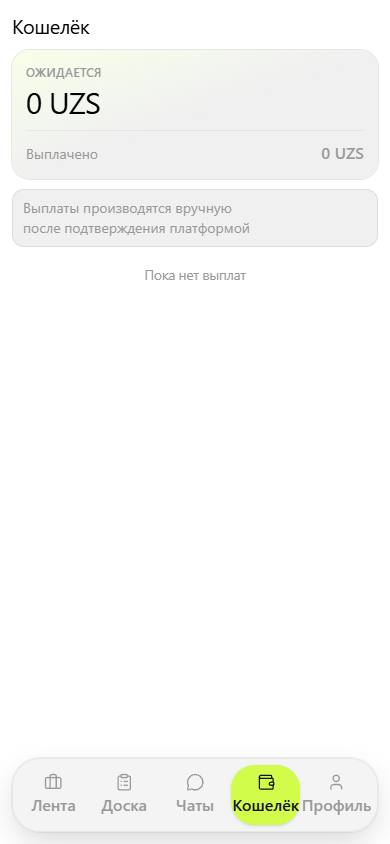 Кошелёк
ОЖИДАЕТСЯ
0 UZS
Выплачено 0 UZS
Выплаты производятся вручную
после подтверждения платформой
Пока нет выплат
Лента Доска Чаты Кошелёк Профиль